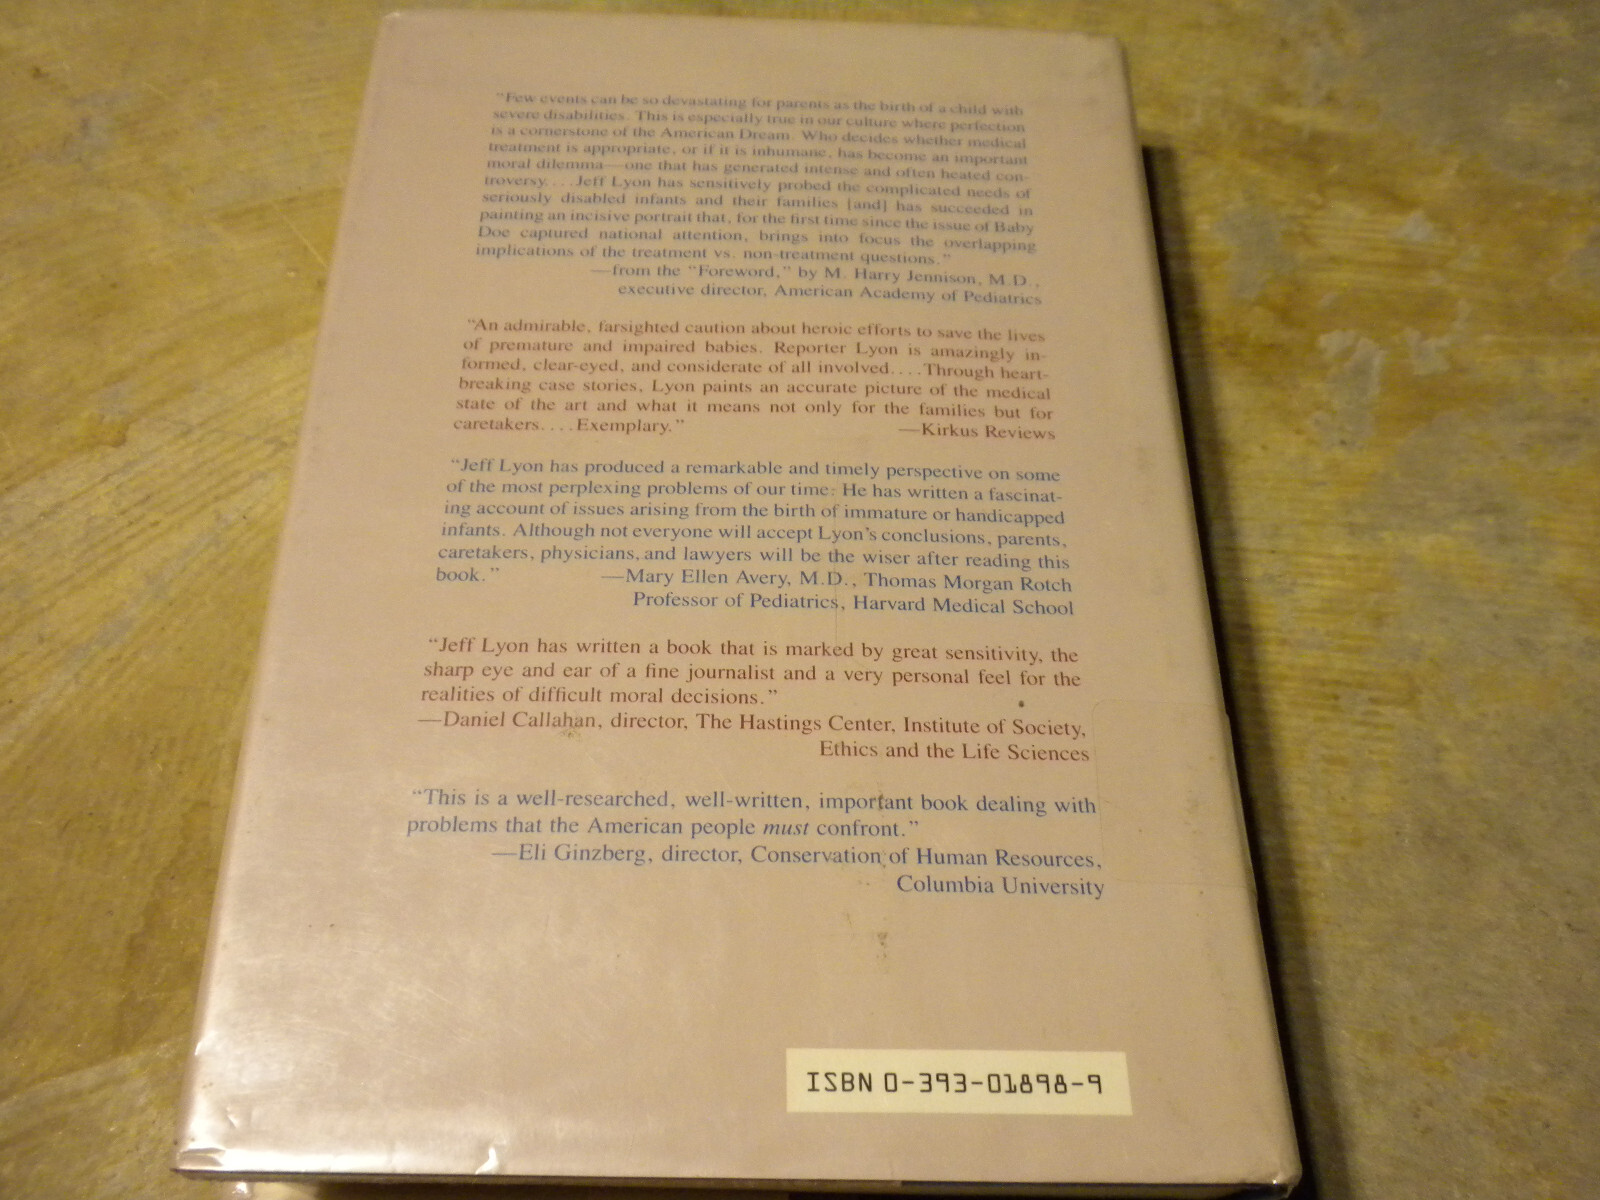 "Few events can be so devastating for parents as the birth of a child with
severe disabilities. This is especially true in our culture where perfection
is a cornerstone of the American Dream. Who decides whether medical
treatment is appropriate, or if it is inhumane, has become an important
moral dilemma—one that has generated intense and often heated con-
troversy. . . . Jeff Lyon has sensitively probed the complicated needs of
seriously disabled infants and their families [and] has succeeded in
painting an incisive portrait that, for the first time since the issue of Baby
Doe captured national attention, brings into focus the overlapping
implications of the treatment vs. non-treatment questions."
—from the "Foreword," by M. Harry Jennison, M.D.,
executive director, American Academy of Pediatrics
"An admirable, farsighted caution about heroic efforts to save the lives
of premature and impaired babies. Reporter Lyon is amazingly in-
formed, clear-eyed, and considerate of all involved. . . . Through heart-
breaking case stories, Lyon paints an accurate picture of the medical
state of the art and what it means not only for the families but for
caretakers. . . . Exemplary." —Kirkus Reviews
"Jeff Lyon has produced a remarkable and timely perspective on some
of the most perplexing problems of our time: He has written a fascinat-
ing account of issues arising from the birth of immature or handicapped
infants. Although not everyone will accept Lyon's conclusions, parents,
caretakers, physicians, and lawyers will be the wiser after reading this
book." —Mary Ellen Avery, M.D., Thomas Morgan Rotch
Professor of Pediatrics, Harvard Medical School
"Jeff Lyon has written a book that is marked by great sensitivity, the
sharp eye and ear of a fine journalist and a very personal feel for the
realities of difficult moral decisions."
—Daniel Callahan, director, The Hastings Center, Institute of Society,
Ethics and the Life Sciences
"This is a well-researched, well-written, important book dealing with
problems that the American people must confront."
—Eli Ginzberg, director, Conservation of Human Resources,
Columbia University
ISBN 0-393-01898-9